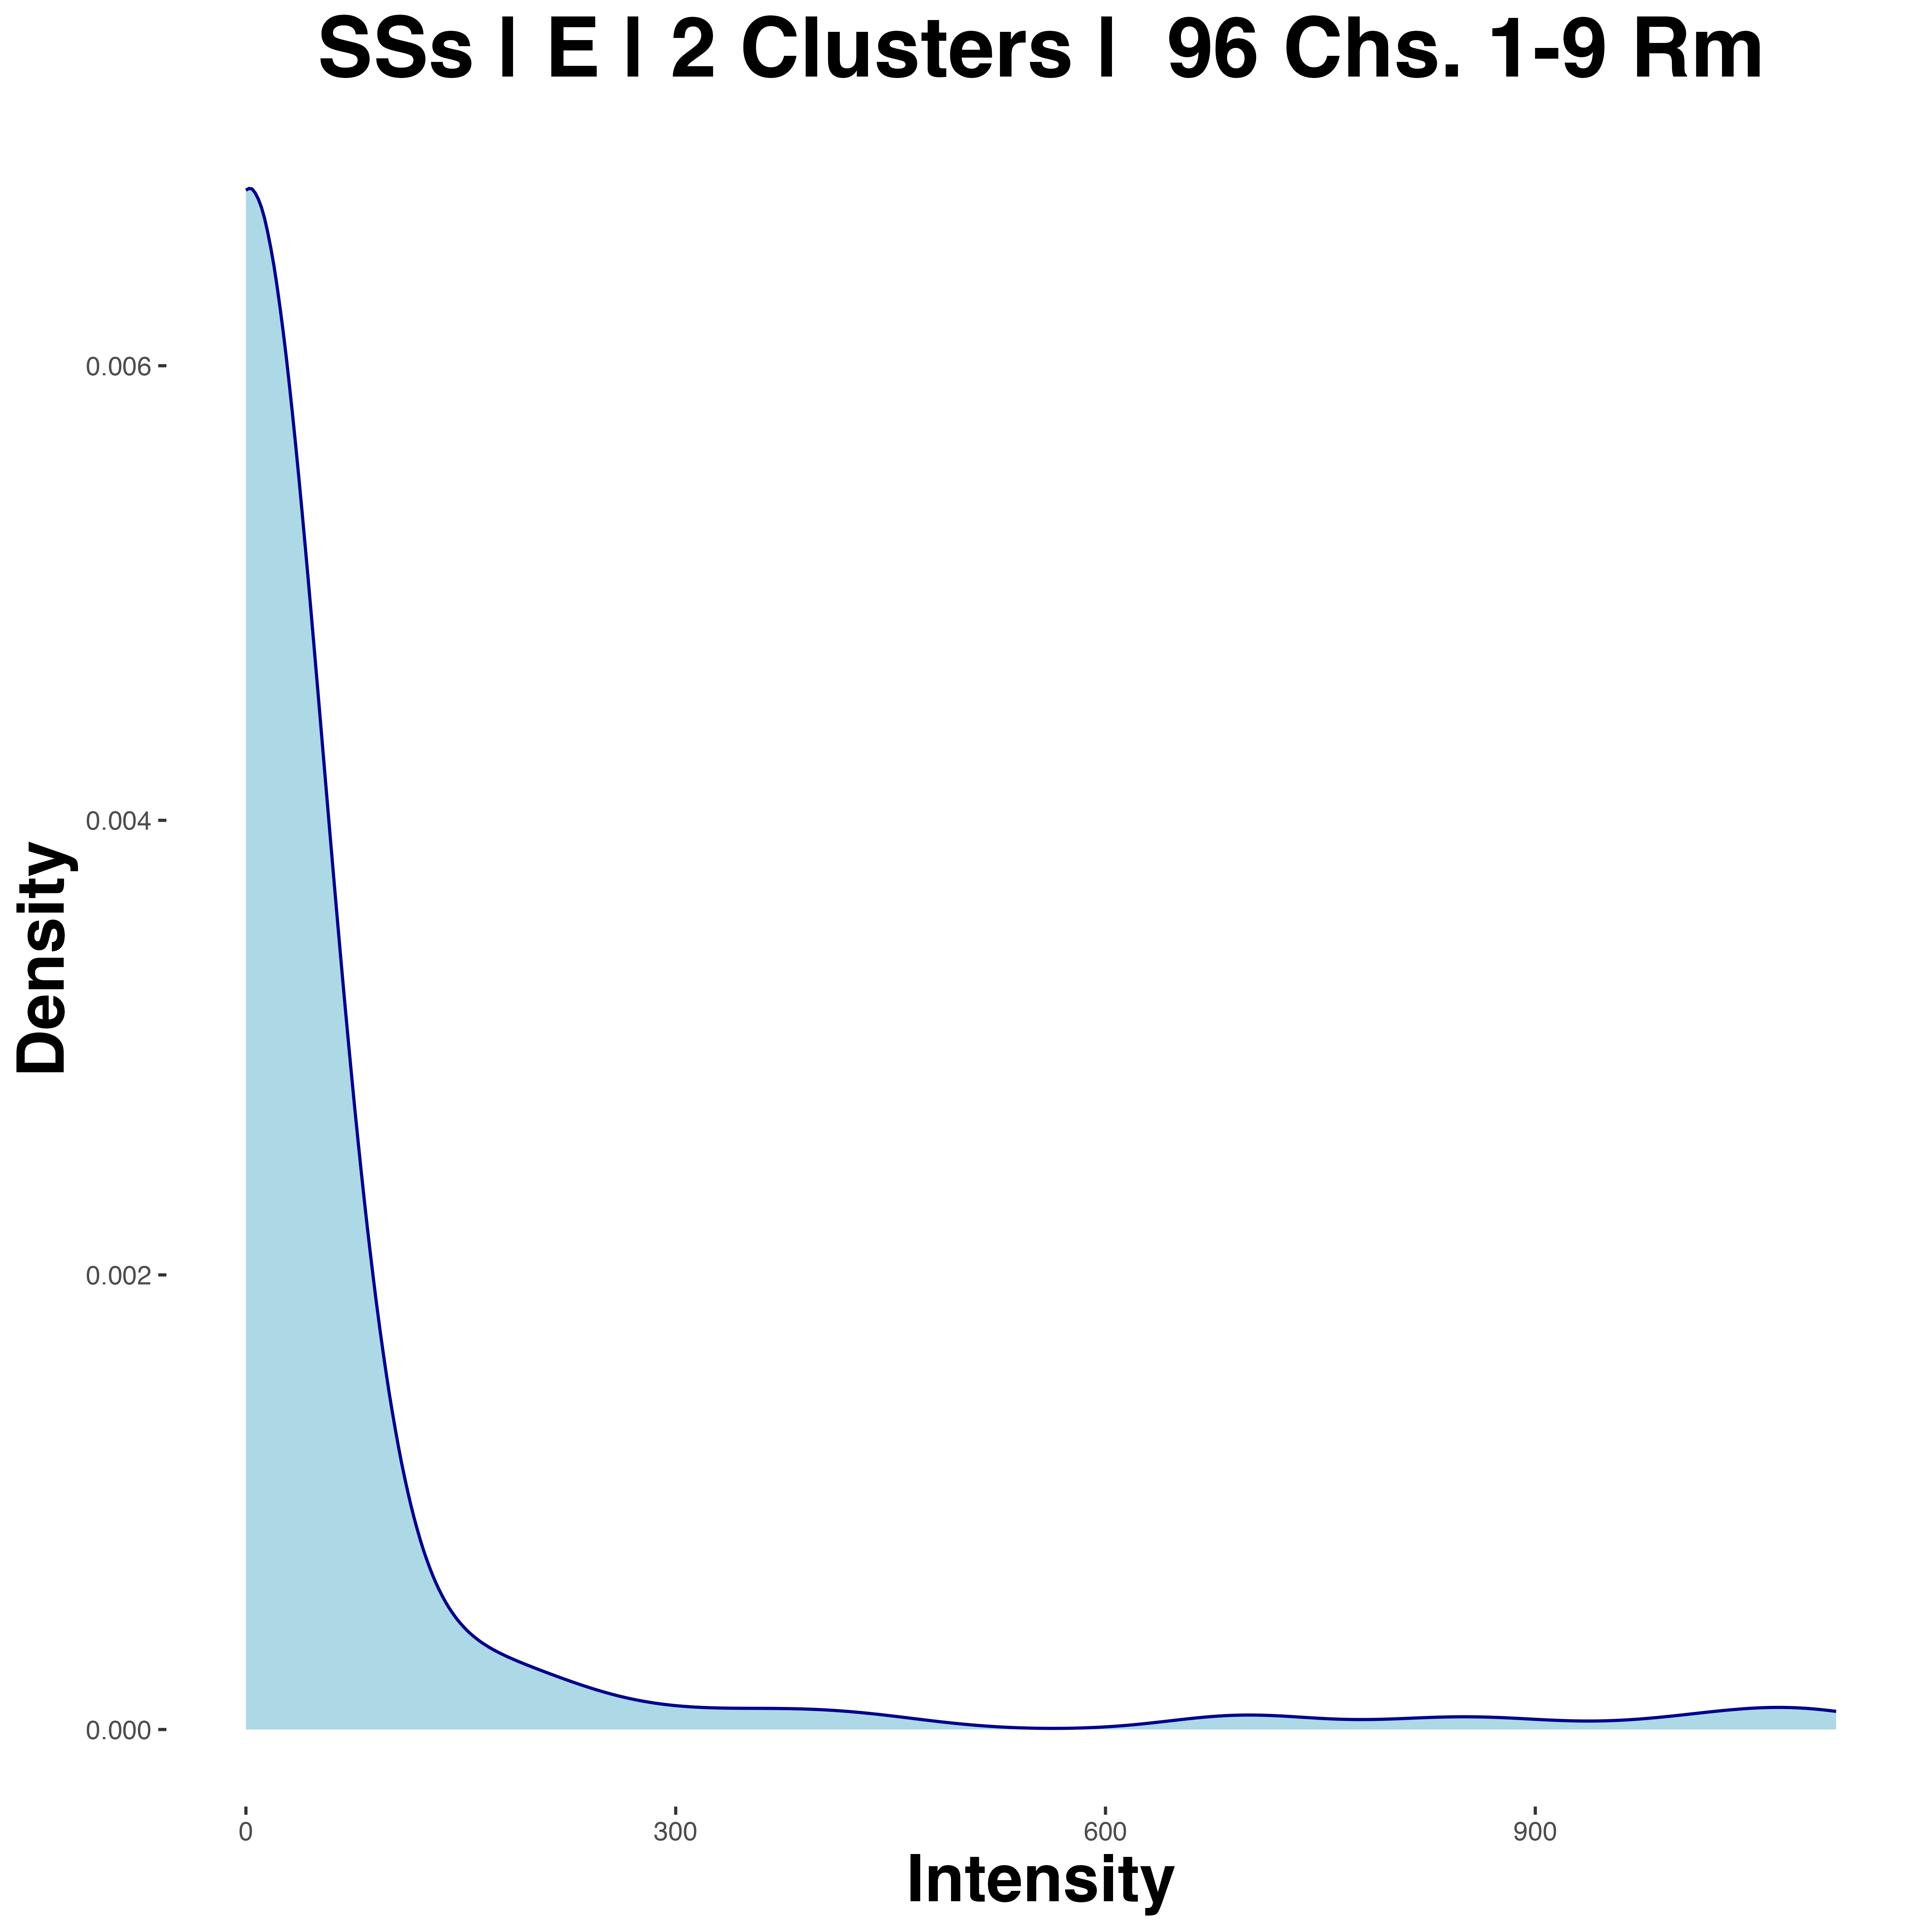 SSs | E | 2 Clusters |  96 Chs. 1-9 Rm
Density
0.006
0.004
0.002
0.000
0
300
600
900
Intensity